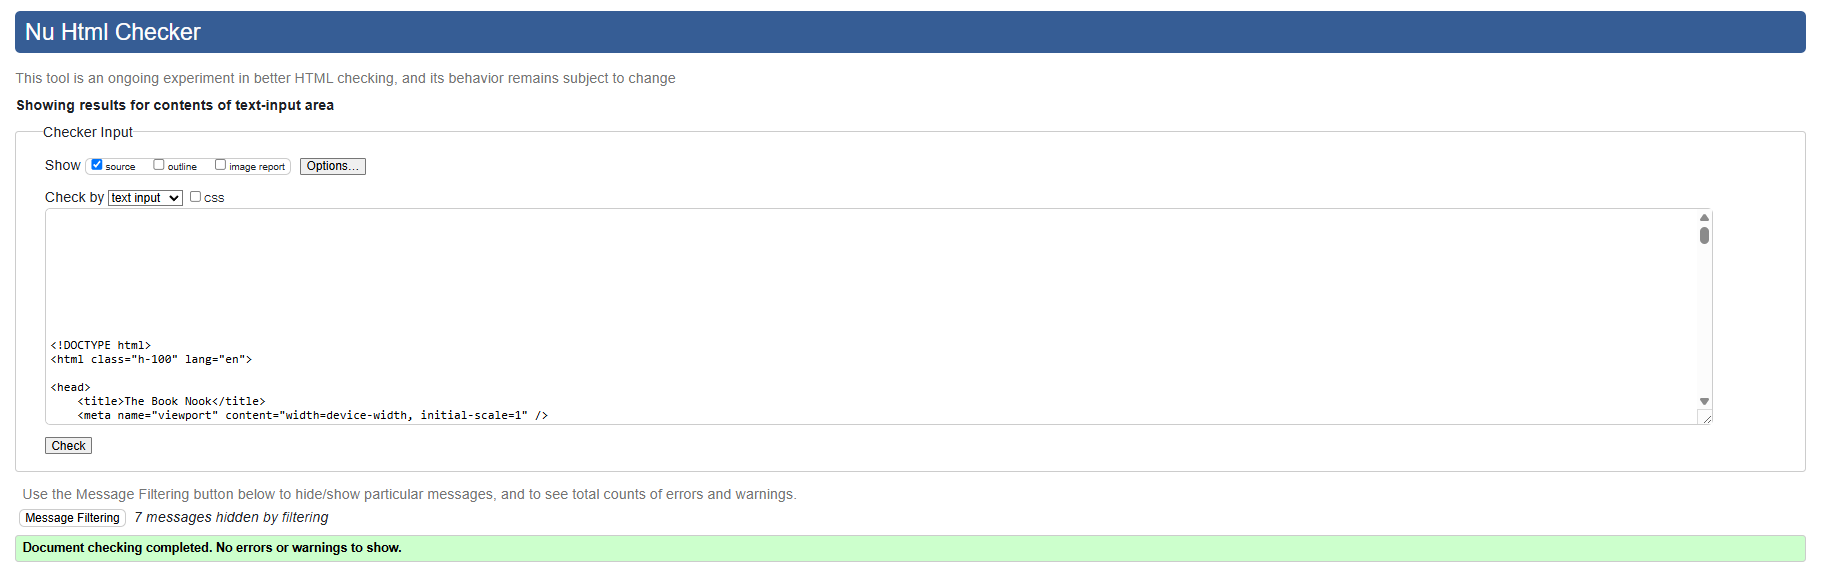 Nu Html Checker
This tool is an ongoing experiment in better HTML checking, and its behavior remains subject to change
Showing results for contents of text-input area
Checker Input
Show source outline image report Options...
Check by text input CSS
<!DOCTYPE html>
<html class="h-100" lang="en">
<head>
<title>The Book Nook</title>
<meta name="viewport" content="width=device-width, initial-scale=1" />
Check
Use the Message Filtering button below to hide/show particular messages, and to see total counts of errors and warnings.
Message Filtering 7 messages hidden by filtering
Document checking completed. No errors or warnings to show.